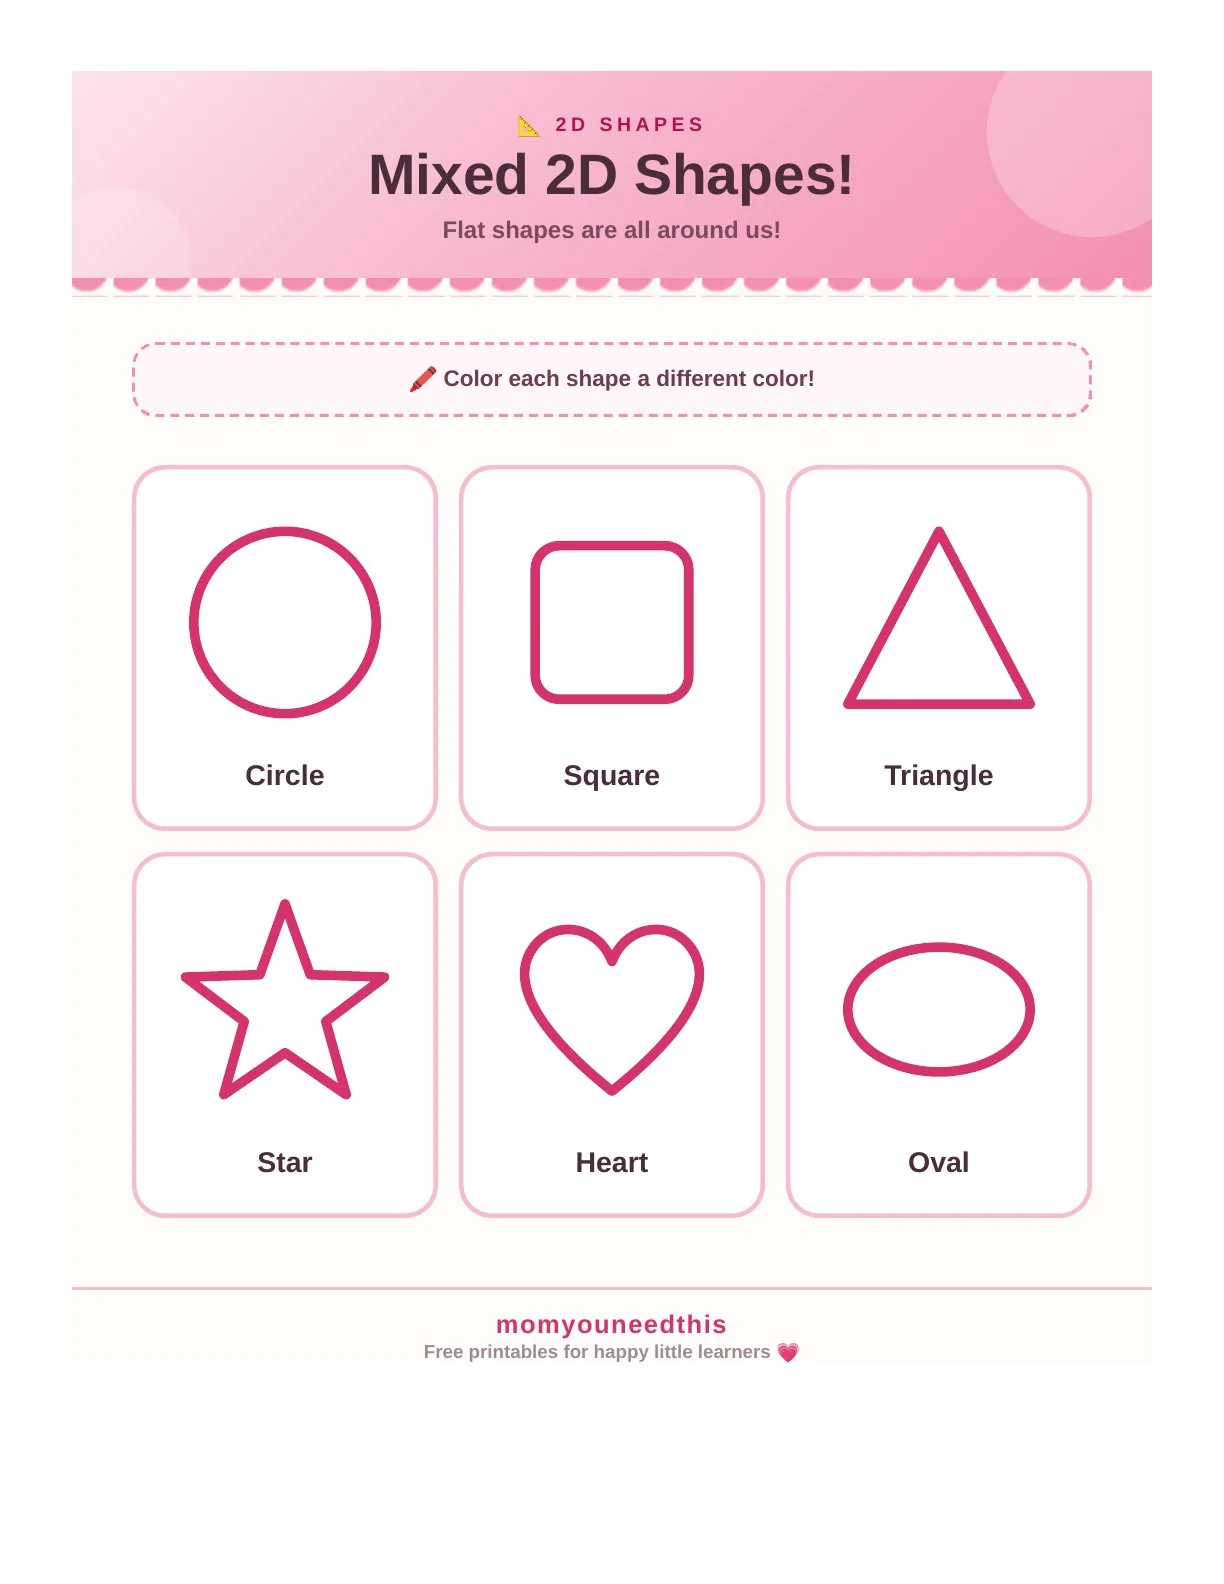 📐 2D SHAPES
Mixed 2D Shapes!
Flat shapes are all around us!
🖍️ Color each shape a different color!
Circle
Square
Triangle
Star
Heart
Oval
momyouneedthis
Free printables for happy little learners 💗